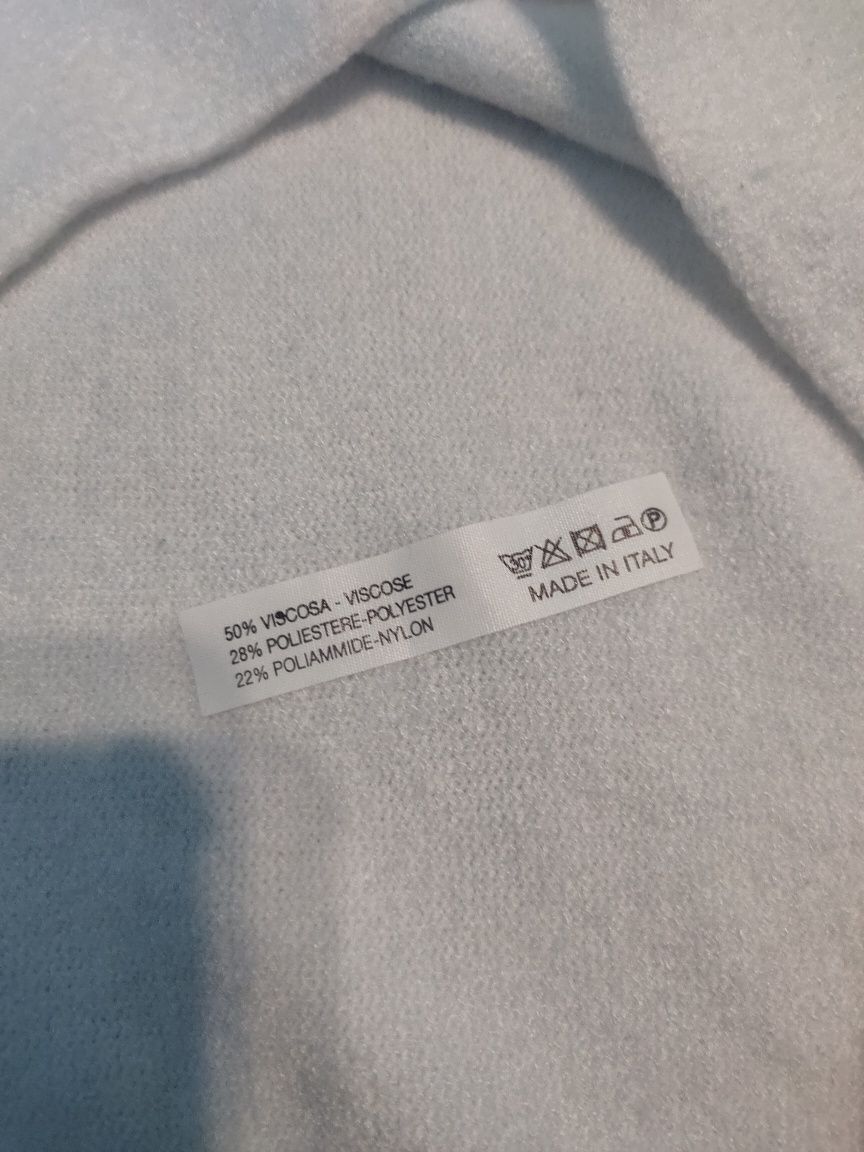 50% VISCOSA - VISCOSE
28% POLIESTERE-POLYESTER
22% POLIAMMIDE-NYLON
30° P
MADE IN ITALY